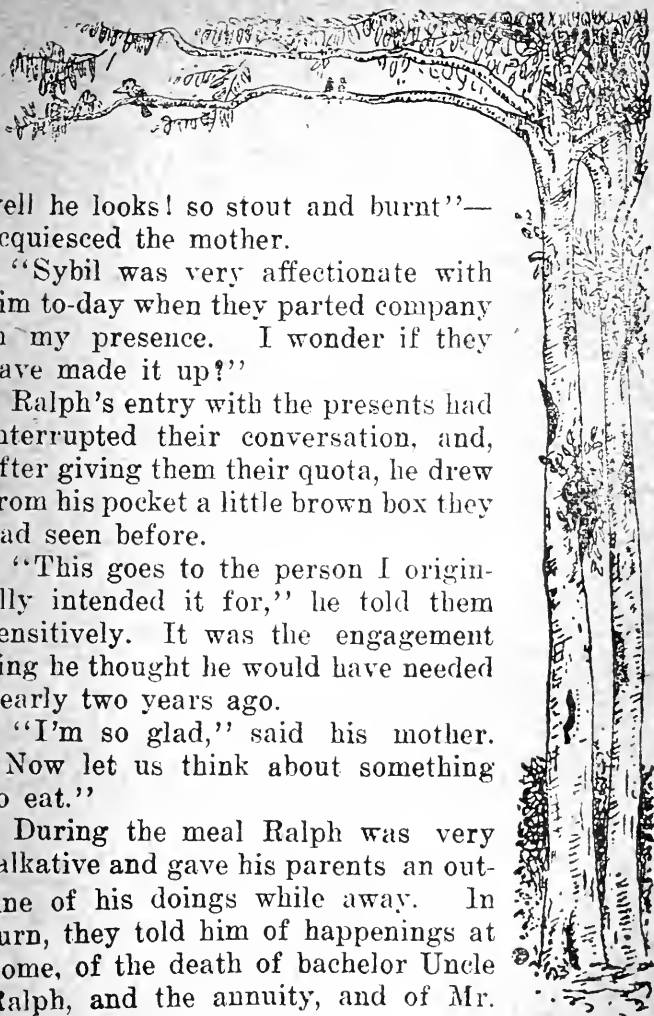 ell he looks! so stout and burnt”—
cquiesced the mother.
“Sybil was very affectionate with
im to-day when they parted company
my presence. I wonder if they
ave made it up?”
Ralph’s entry with the presents had
nterrupted their conversation, and,
fter giving them their quota, he drew
rom his pocket a little brown box they
ad seen before.
“This goes to the person I origin-
lly intended it for,” he told them
ensitively. It was the engagement
ing he thought he would have needed
early two years ago.
“I’m so glad,” said his mother.
Now let us think about something
o eat.”
During the meal Ralph was very
alkative and gave his parents an out-
ne of his doings while away. In
urn, they told him of happenings at
ome, of the death of bachelor Uncle
alph, and the annuity, and of Mr.